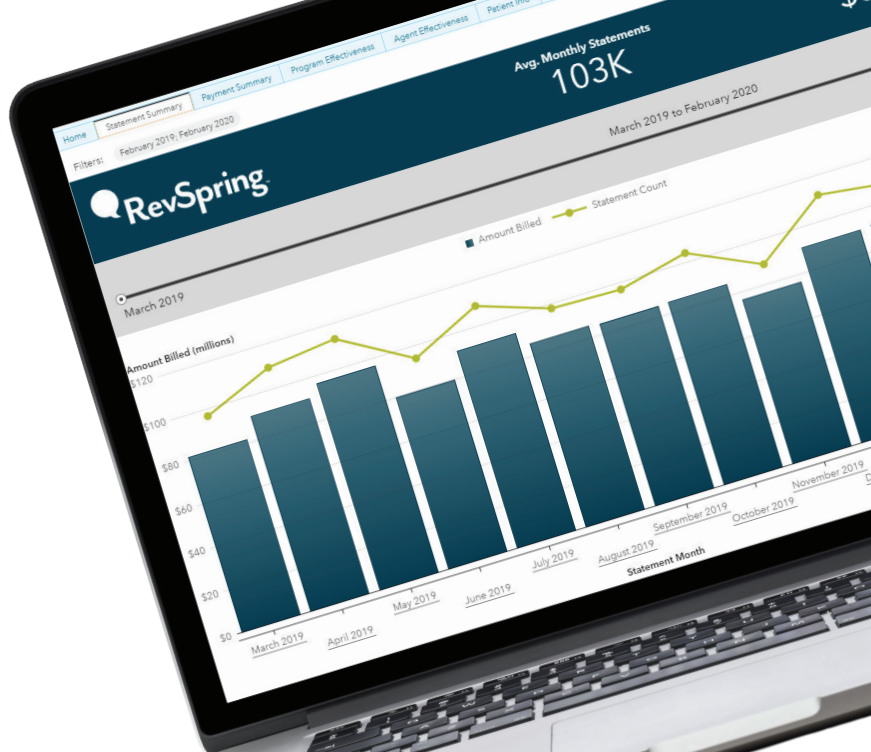 Home
Statement Summary
Payment Summary
Program Effectiveness
Agent Effectiveness
Patient Info
Filters:
February 2019; February 2020
RevSpring
Avg. Monthly Statements
103K
March 2019 to February 2020
March 2019
Amount Billed
Statement Count
Amount Billed (millions)
$120
$100
$80
$60
$40
$20
$0
March 2019
April 2019
May 2019
June 2019
July 2019
August 2019
September 2019
October 2019
November 2019
Statement Month